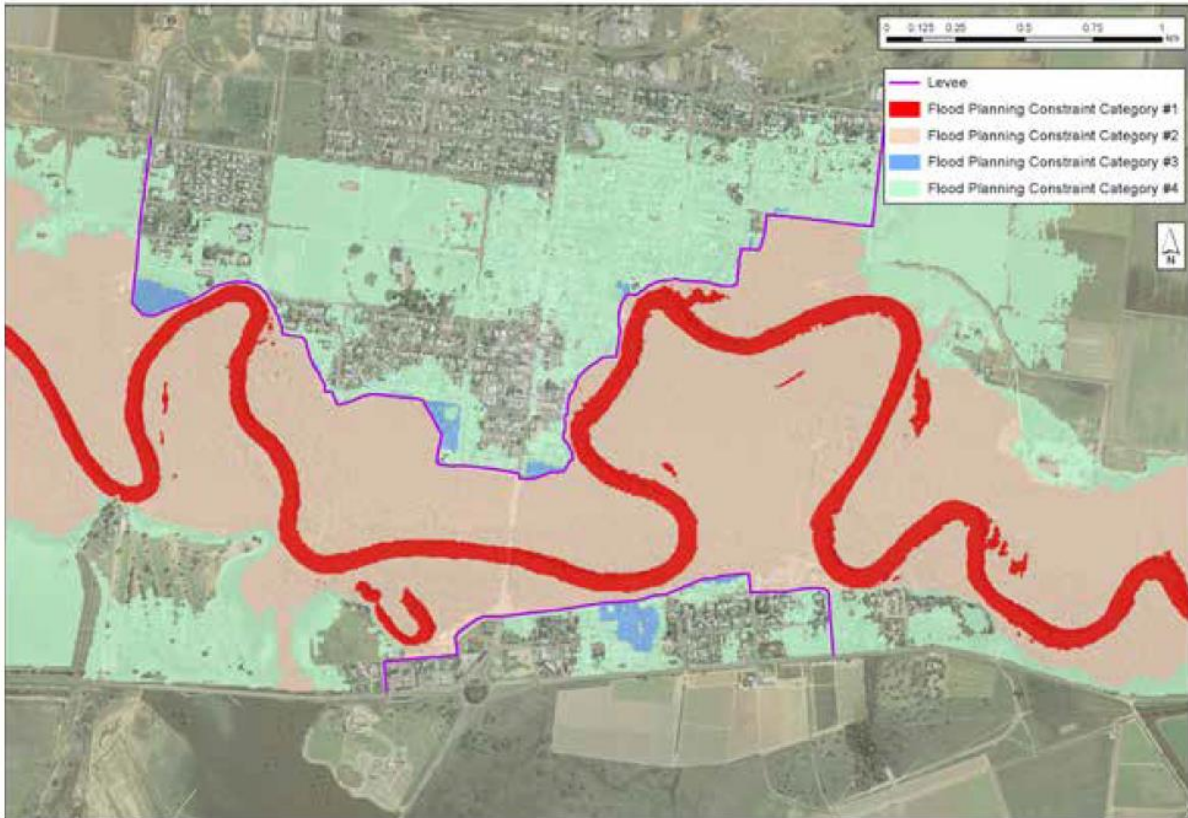 0 0.125 0.25 0.5 0.75 1
km
Levee
Flood Planning Constraint Category #1
Flood Planning Constraint Category #2
Flood Planning Constraint Category #3
Flood Planning Constraint Category #4
N